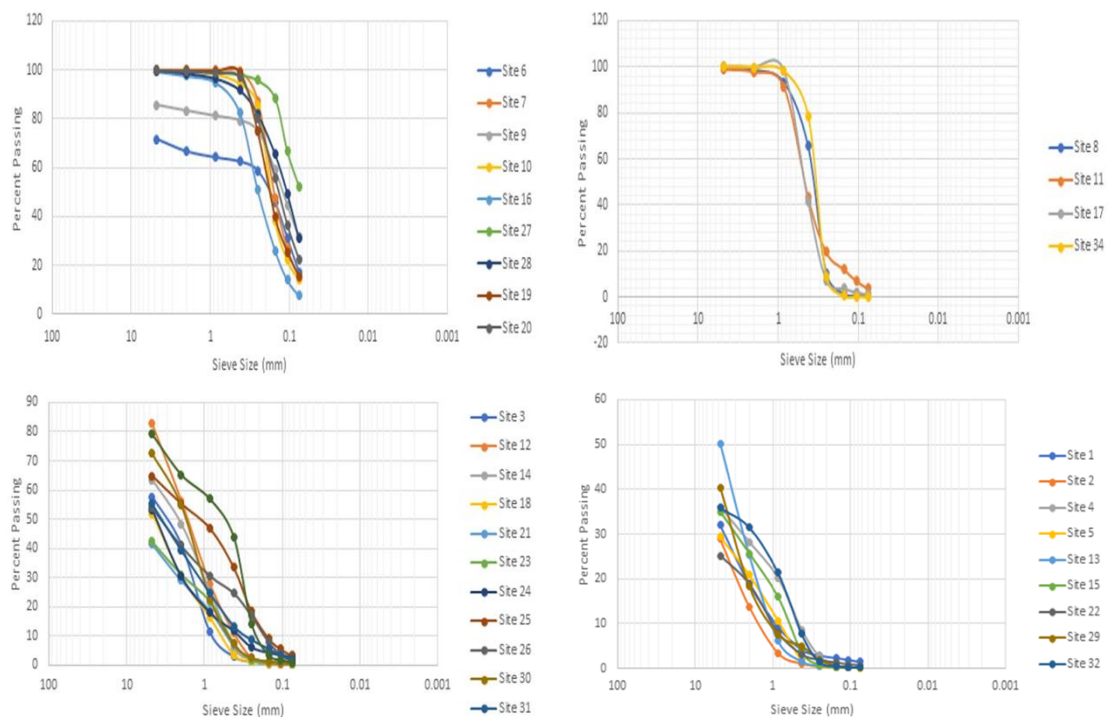 120
100
80
60
40
20
0
Percent Passing
100 10 1 0.1 0.01 0.001
Sieve Size (mm)
Site 6
Site 7
Site 9
Site 10
Site 16
Site 27
Site 28
Site 19
Site 20
120
100
80
60
40
20
0
-20
Percent Passing
100 10 1 0.1 0.01 0.001
Sieve Size (mm)
Site 8
Site 11
Site 17
Site 34
90
80
70
60
50
40
30
20
10
0
Percent Passing
100 10 1 0.1 0.01 0.001
Sieve Size (mm)
Site 3
Site 12
Site 14
Site 18
Site 21
Site 23
Site 24
Site 25
Site 26
Site 30
Site 31
60
50
40
30
20
10
0
Percent Passing
100 10 1 0.1 0.01 0.001
Sieve Size (mm)
Site 1
Site 2
Site 4
Site 5
Site 13
Site 15
Site 22
Site 29
Site 32